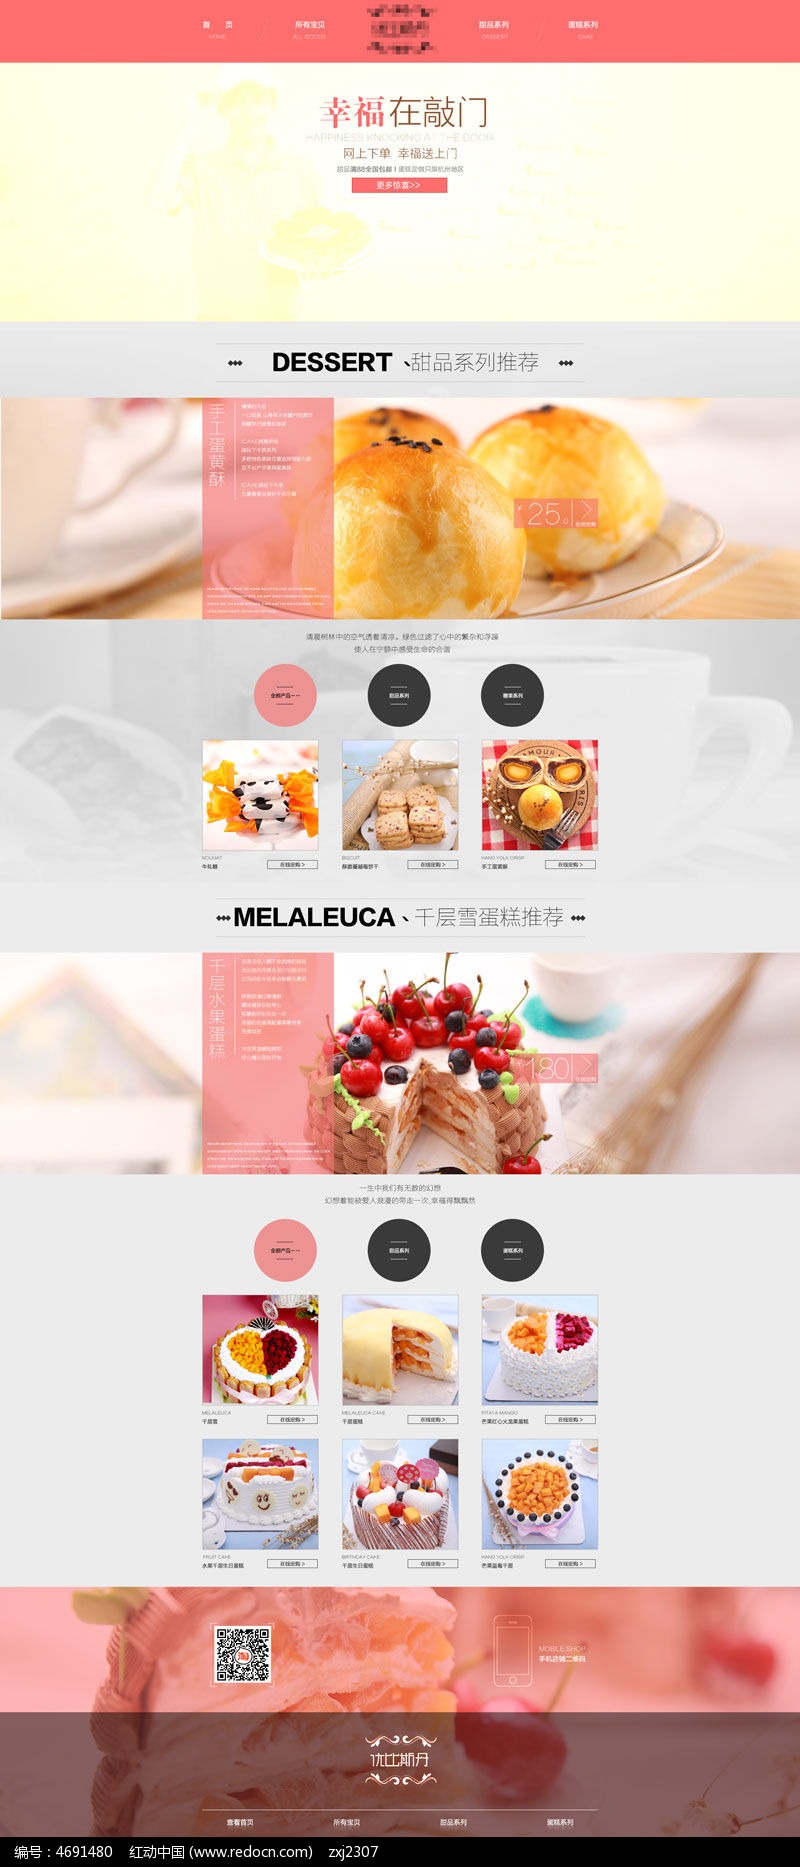 首 页
所有宝贝
甜品系列
蛋糕系列
HOME
ALL GOODS
DESSERT
CAKE
幸福在敲门
HAPPINESS KNOCKING AT THE DOOR
网上下单 幸福送上门
甜品满88全国包邮 | 蛋糕定做只限杭州地区
更多惊喜>>
DESSERT、甜品系列推荐
手工蛋黄酥
¥: 25.0
在线定购
清晨树林中的空气透着清凉。绿色过滤了心中的繁杂和浮躁
使人在宁静中感受生命的合谐
全部产品——
甜品系列
糖果系列
NOUGAT
牛轧糖
在线定购 >
BISCUIT
酥脆蔓越莓饼干
在线定购 >
HAND YOLK CRISP
手工蛋黄酥
在线定购 >
MELALEUCA、千层雪蛋糕推荐
千层水果蛋糕
180
在线定购
一生中我们有无数的幻想
幻想着能被爱人浪漫的带走一次,幸福得飘飘然
全部产品——
甜品系列
蛋糕系列
MELALEUCA
千层雪
在线定购 >
MELALEUCA CAKE
千层蛋糕
在线定购 >
PITAYA MANGO
芒果红心火龙果蛋糕
在线定购 >
FRUIT CAKE
水果千层生日蛋糕
在线定购 >
BIRTHDAY CAKE
千层生日蛋糕
在线定购 >
HAND YOLK CRISP
芒果蓝莓千层
在线定购 >
淘
MOBILE SHOP
手机店铺二维码
优比斯丹
查看首页
所有宝贝
甜品系列
蛋糕系列
编号：4691480 红动中国 (www.redocn.com) zxj2307